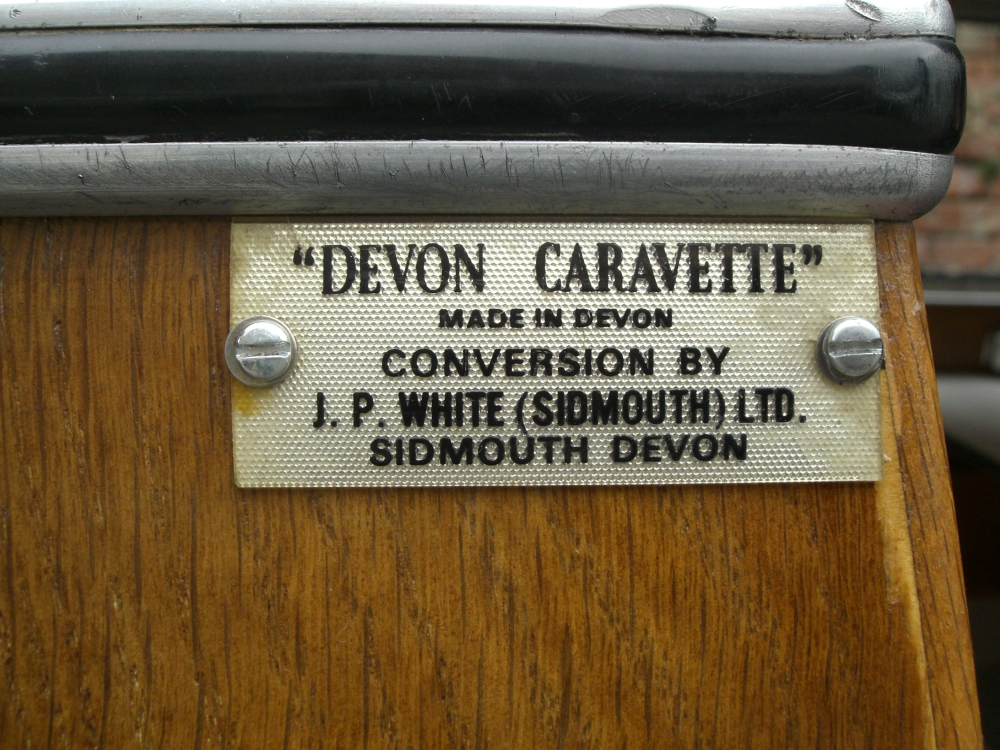 “DEVON CARAVETTE”
MADE IN DEVON
CONVERSION BY
J. P. WHITE (SIDMOUTH) LTD.
SIDMOUTH DEVON